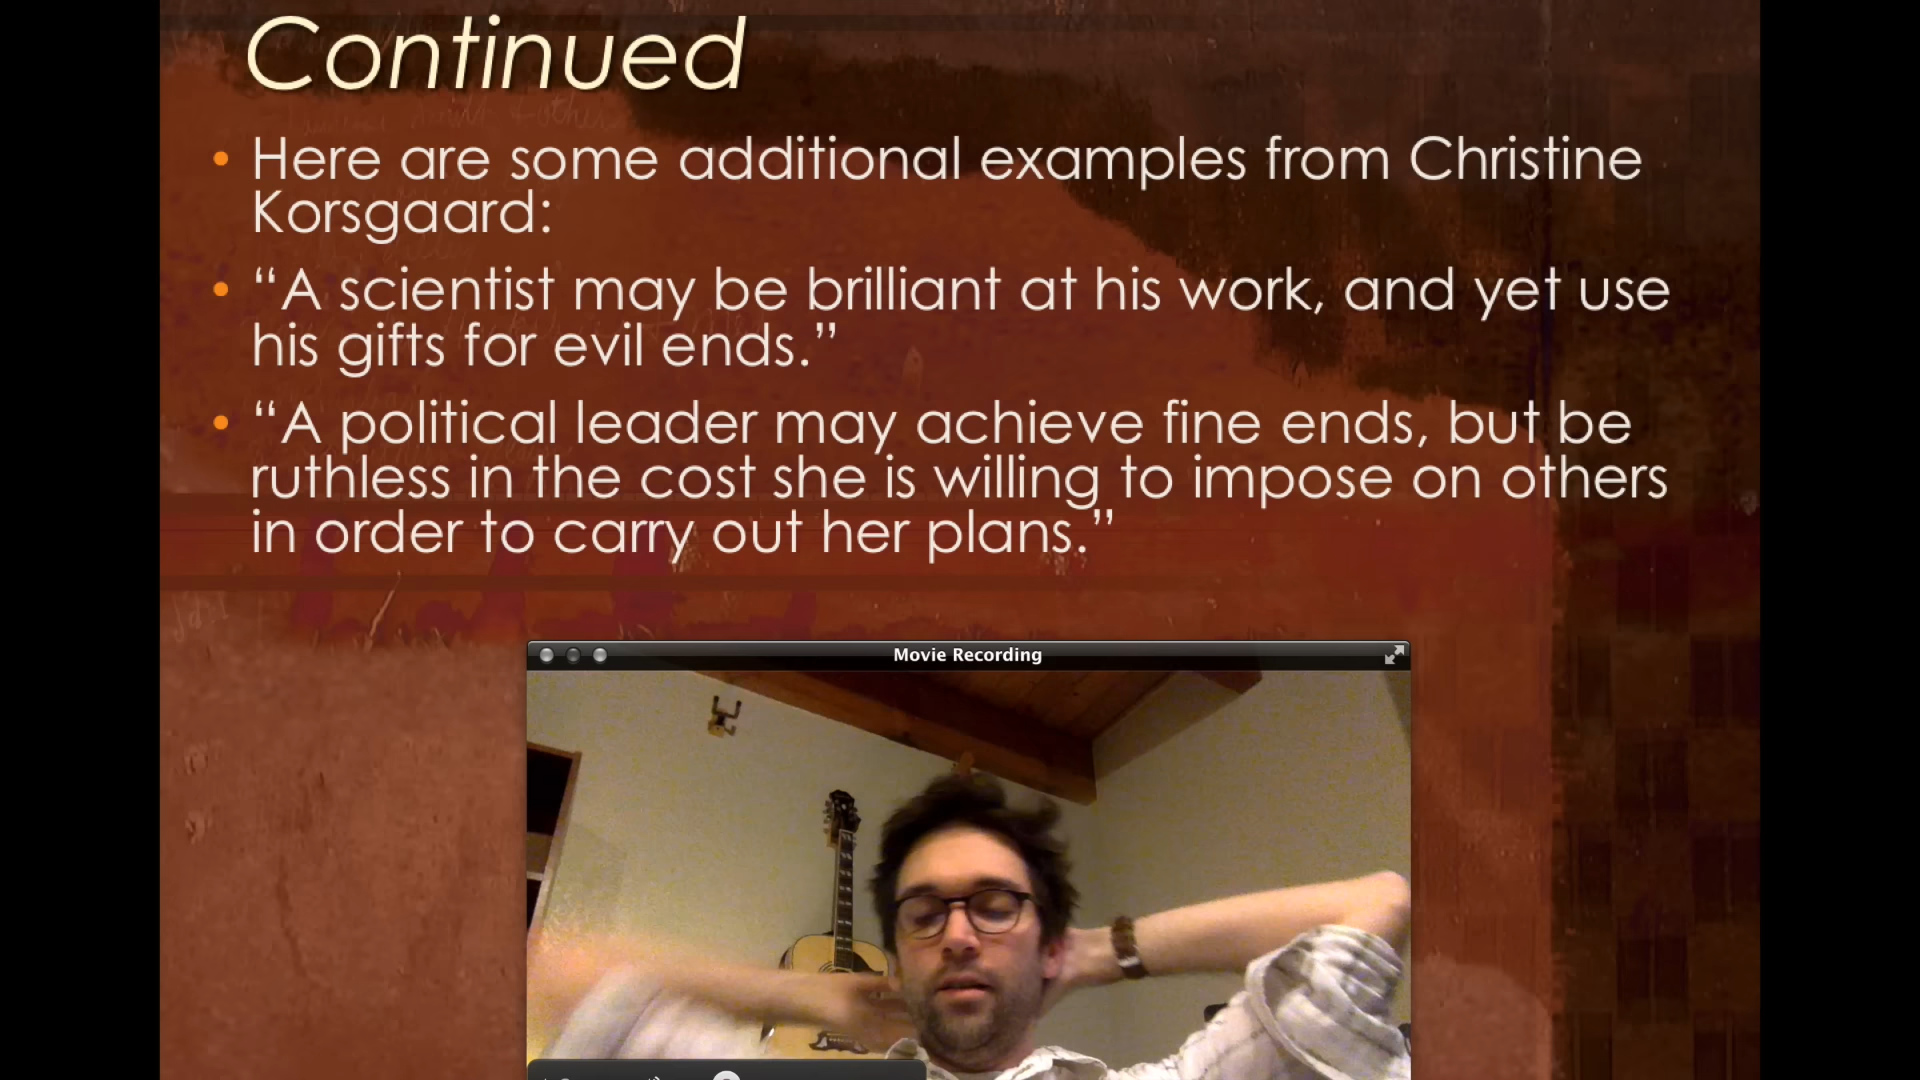 Continued
• Here are some additional examples from Christine
Korsgaard:
• “A scientist may be brilliant at his work, and yet use
his gifts for evil ends.”
• “A political leader may achieve fine ends, but be
ruthless in the cost she is willing to impose on others
in order to carry out her plans.”
Movie Recording